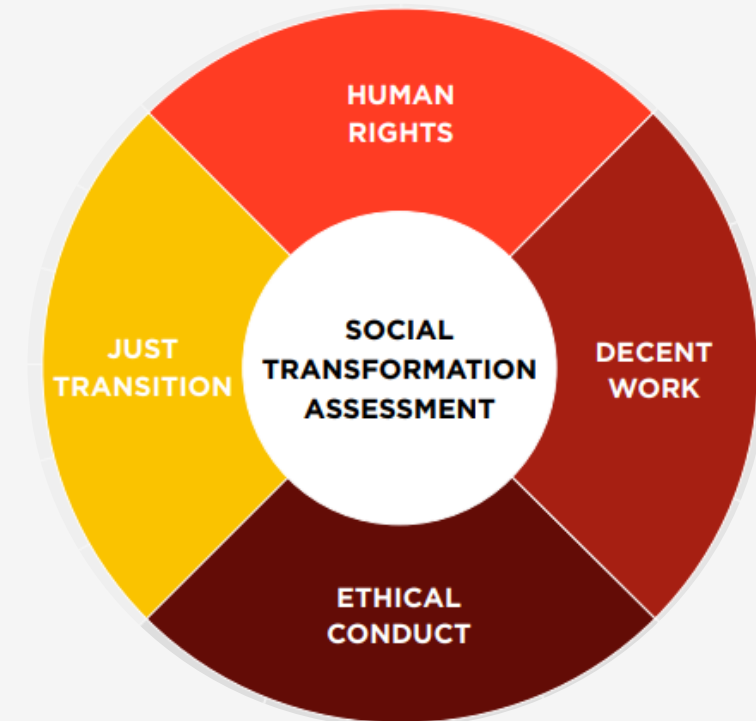 HUMAN
RIGHTS
JUST
TRANSITION
SOCIAL
TRANSFORMATION
ASSESSMENT
DECENT
WORK
ETHICAL
CONDUCT